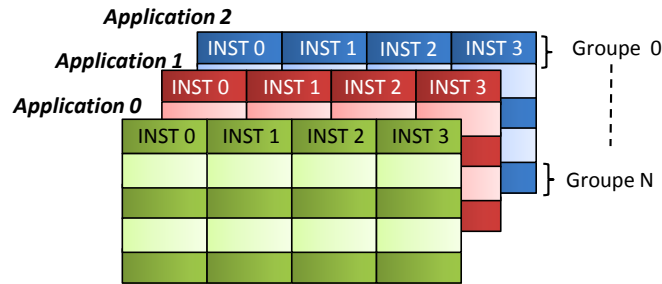 Application 2
INST 0 INST 1 INST 2 INST 3 Groupe 0
Application 1
INST 0 INST 1 INST 2 INST 3
Application 0
INST 0 INST 1 INST 2 INST 3
Groupe N